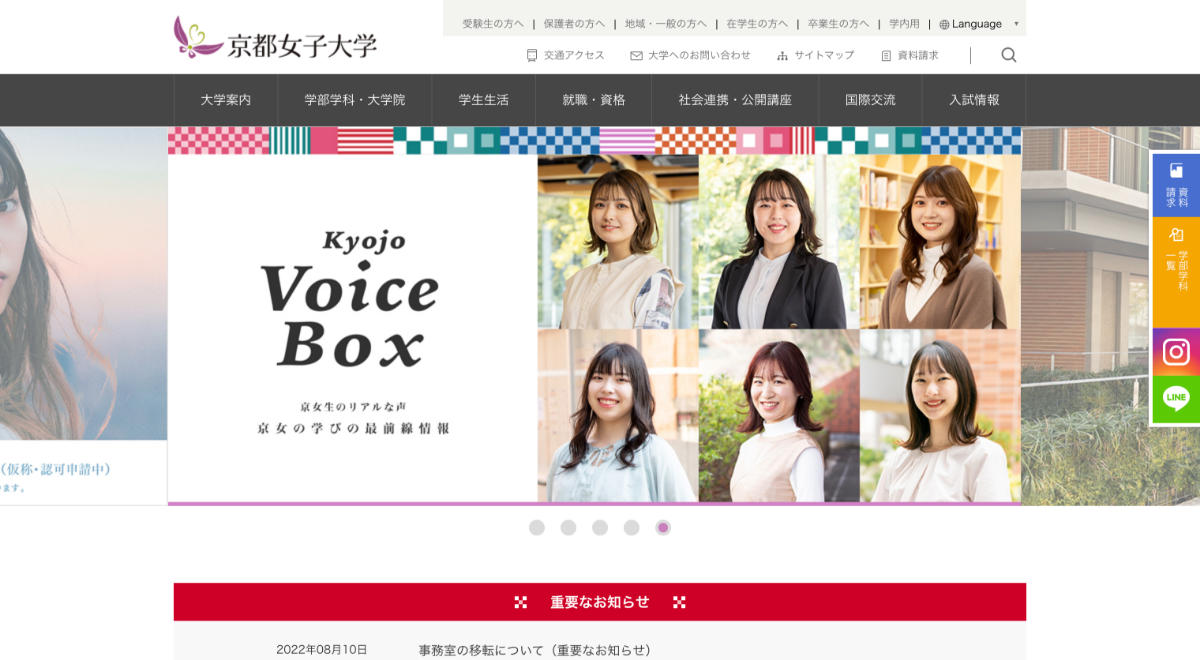 受験生の方へ | 保護者の方へ | 地域・一般の方へ | 在学生の方へ | 卒業生の方へ | 学内用 | Language
京都女子大学
交通アクセス 大学へのお問い合わせ サイトマップ 資料請求
大学案内 学部学科・大学院 学生生活 就職・資格 社会連携・公開講座 国際交流 入試情報
Kyojo
Voice
Box
京女生のリアルな声
京女の学びの最前線情報
(仮称・認可申請中)
ます。
資料
請求
学部学科
一覧
LINE
重要なお知らせ
2022年08月10日 事務室の移転について（重要なお知らせ）